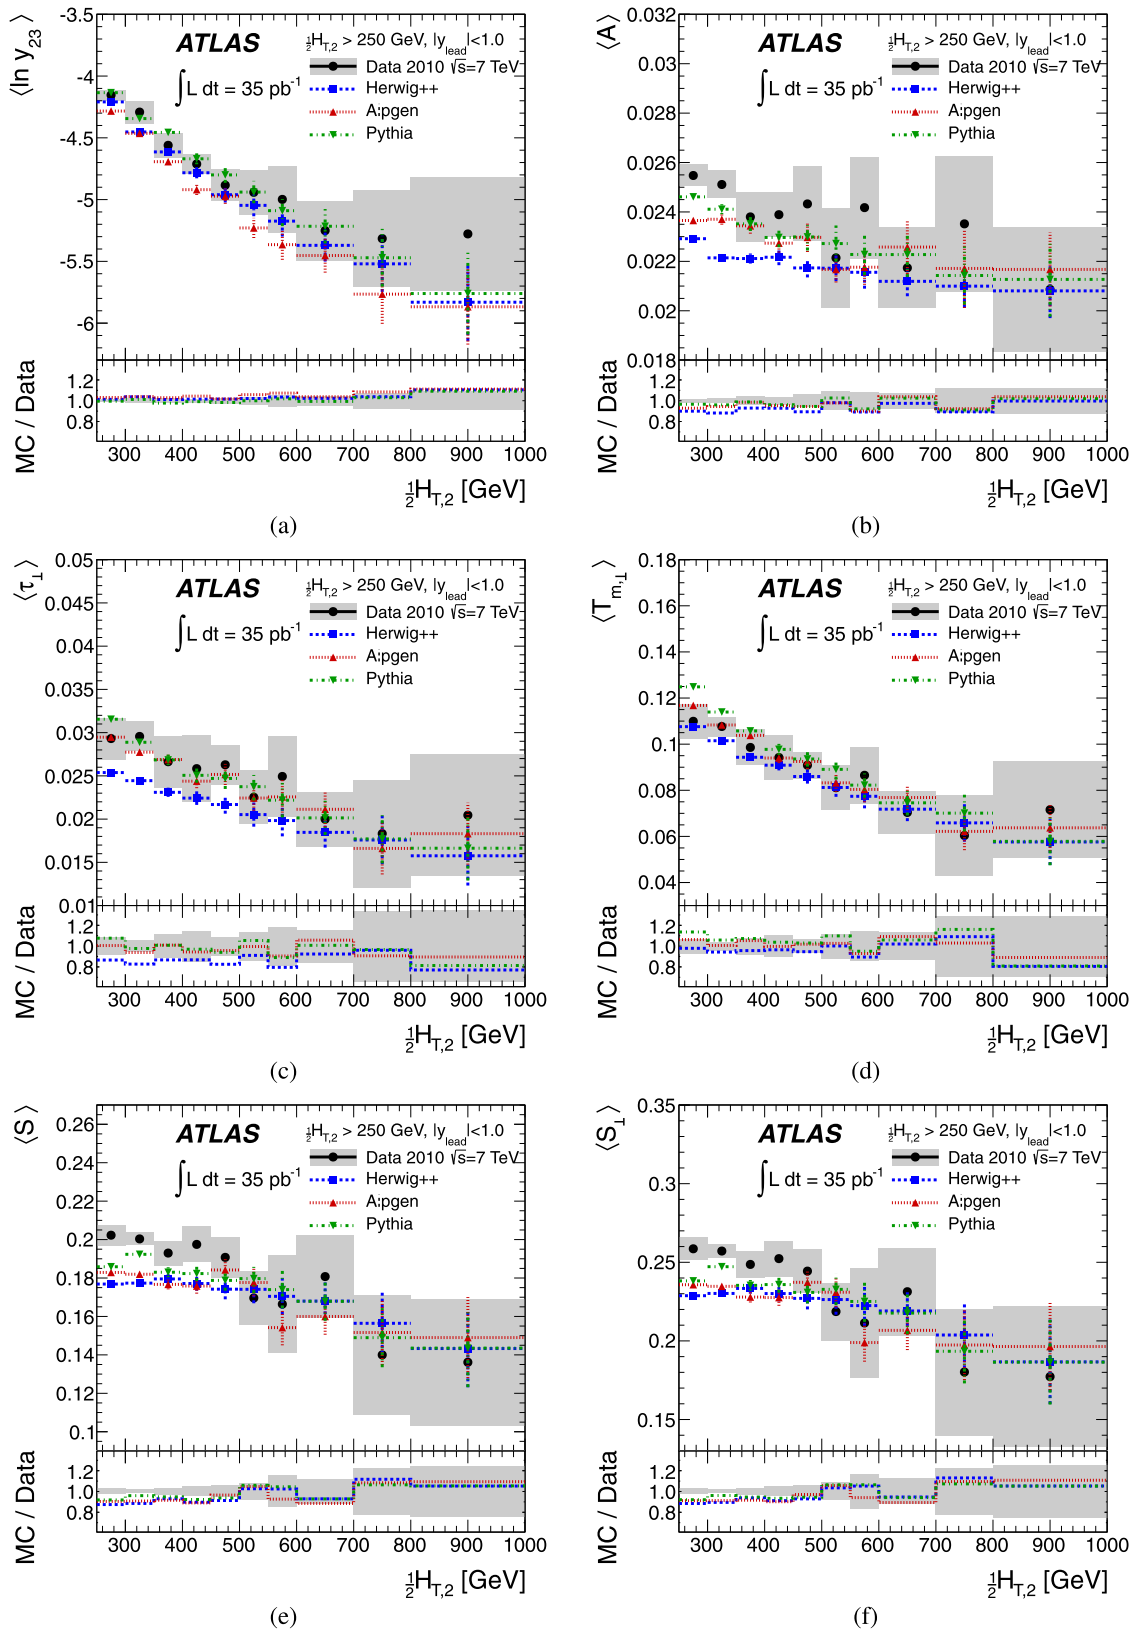 ⟨ln y23⟩
-3.5
-4
-4.5
-5
-5.5
-6
ATLAS
½HT,2 > 250 GeV, |ylead|<1.0
∫L dt = 35 pb-1
Data 2010 √s=7 TeV
Herwig++
Alpgen
Pythia
MC / Data
1.2
1.0
0.8
300 400 500 600 700 800 900 1000
½HT,2 [GeV]
(a)
⟨A⟩
0.032
0.03
0.028
0.026
0.024
0.022
0.02
0.018
ATLAS
½HT,2 > 250 GeV, |ylead|<1.0
∫L dt = 35 pb-1
Data 2010 √s=7 TeV
Herwig++
Alpgen
Pythia
MC / Data
1.2
1.0
0.8
300 400 500 600 700 800 900 1000
½HT,2 [GeV]
(b)
⟨τ⊥⟩
0.05
0.045
0.04
0.035
0.03
0.025
0.02
0.015
0.01
ATLAS
½HT,2 > 250 GeV, |ylead|<1.0
∫L dt = 35 pb-1
Data 2010 √s=7 TeV
Herwig++
Alpgen
Pythia
MC / Data
1.2
1.0
0.8
300 400 500 600 700 800 900 1000
½HT,2 [GeV]
(c)
⟨Tm,⊥⟩
0.18
0.16
0.14
0.12
0.1
0.08
0.06
0.04
ATLAS
½HT,2 > 250 GeV, |ylead|<1.0
∫L dt = 35 pb-1
Data 2010 √s=7 TeV
Herwig++
Alpgen
Pythia
MC / Data
1.2
1.0
0.8
300 400 500 600 700 800 900 1000
½HT,2 [GeV]
(d)
⟨S⟩
0.26
0.24
0.22
0.2
0.18
0.16
0.14
0.12
0.1
ATLAS
½HT,2 > 250 GeV, |ylead|<1.0
∫L dt = 35 pb-1
Data 2010 √s=7 TeV
Herwig++
Alpgen
Pythia
MC / Data
1.2
1.0
0.8
300 400 500 600 700 800 900 1000
½HT,2 [GeV]
(e)
⟨S⊥⟩
0.35
0.3
0.25
0.2
0.15
ATLAS
½HT,2 > 250 GeV, |ylead|<1.0
∫L dt = 35 pb-1
Data 2010 √s=7 TeV
Herwig++
Alpgen
Pythia
MC / Data
1.2
1.0
0.8
300 400 500 600 700 800 900 1000
½HT,2 [GeV]
(f)